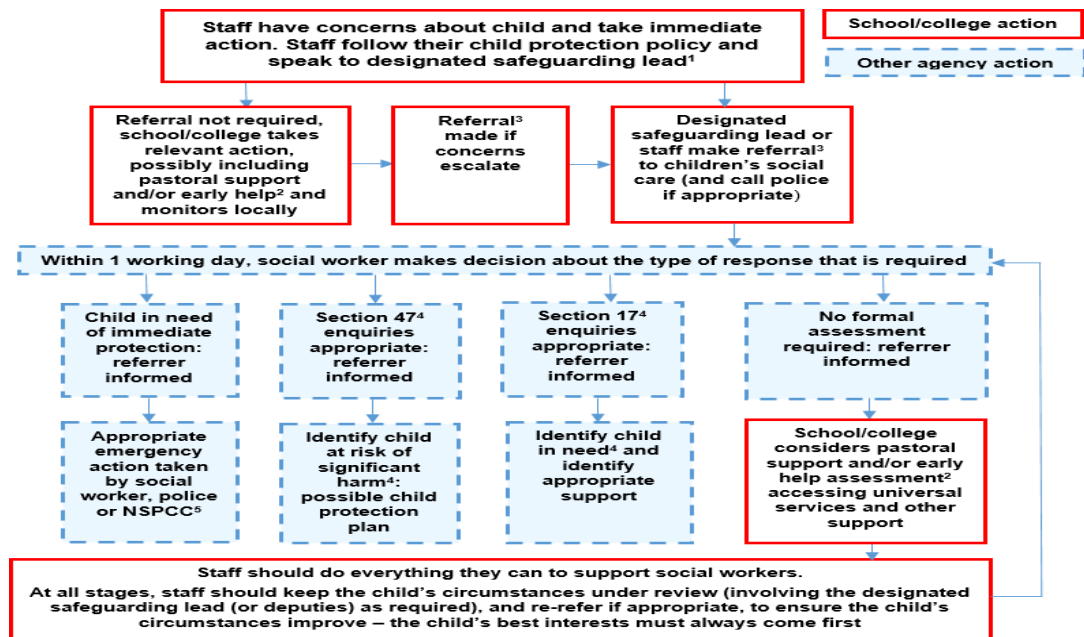 Staff have concerns about child and take immediate
action. Staff follow their child protection policy and
speak to designated safeguarding lead¹
School/college action
Other agency action
Referral not required,
school/college takes
relevant action,
possibly including
pastoral support
and/or early help² and
monitors locally
Referral³
made if
concerns
escalate
Designated
safeguarding lead or
staff make referral³
to children's social
care (and call police
if appropriate)
Within 1 working day, social worker makes decision about the type of response that is required
Child in need
of immediate
protection:
referrer
informed
Section 47⁴
enquiries
appropriate:
referrer
informed
Section 17⁴
enquiries
appropriate:
referrer
informed
No formal
assessment
required: referrer
informed
Appropriate
emergency
action taken
by social
worker, police
or NSPCC⁵
Identify child
at risk of
significant
harm⁴:
possible child
protection
plan
Identify child
in need⁴ and
identify
appropriate
support
School/college
considers pastoral
support and/or early
help assessment²
accessing universal
services and other
support
Staff should do everything they can to support social workers.
At all stages, staff should keep the child's circumstances under review (involving the designated
safeguarding lead (or deputies) as required), and re-refer if appropriate, to ensure the child's
circumstances improve – the child's best interests must always come first